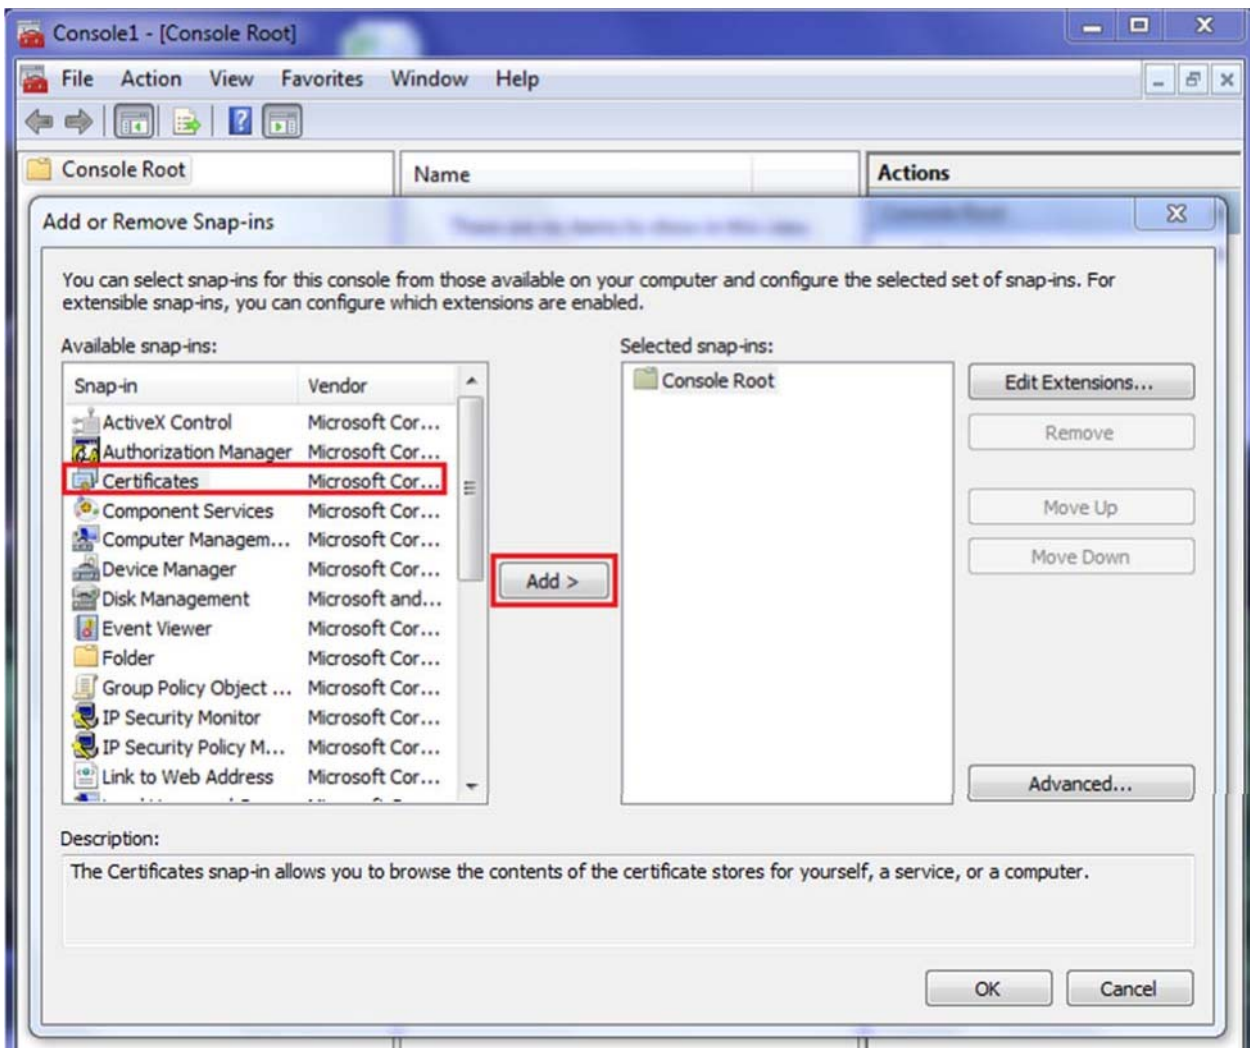 Console1 - [Console Root]
File Action View Favorites Window Help
Console Root
Name
Actions
Add or Remove Snap-ins
You can select snap-ins for this console from those available on your computer and configure the selected set of snap-ins. For
extensible snap-ins, you can configure which extensions are enabled.
Available snap-ins:
Selected snap-ins:
Snap-in Vendor
Console Root
Edit Extensions...
ActiveX Control Microsoft Cor...
Remove
Authorization Manager Microsoft Cor...
Certificates Microsoft Cor...
Component Services Microsoft Cor...
Move Up
Computer Managem... Microsoft Cor...
Move Down
Device Manager Microsoft Cor...
Add >
Disk Management Microsoft and...
Event Viewer Microsoft Cor...
Folder Microsoft Cor...
Group Policy Object ... Microsoft Cor...
IP Security Monitor Microsoft Cor...
IP Security Policy M... Microsoft Cor...
Link to Web Address Microsoft Cor...
Advanced...
Description:
The Certificates snap-in allows you to browse the contents of the certificate stores for yourself, a service, or a computer.
OK
Cancel